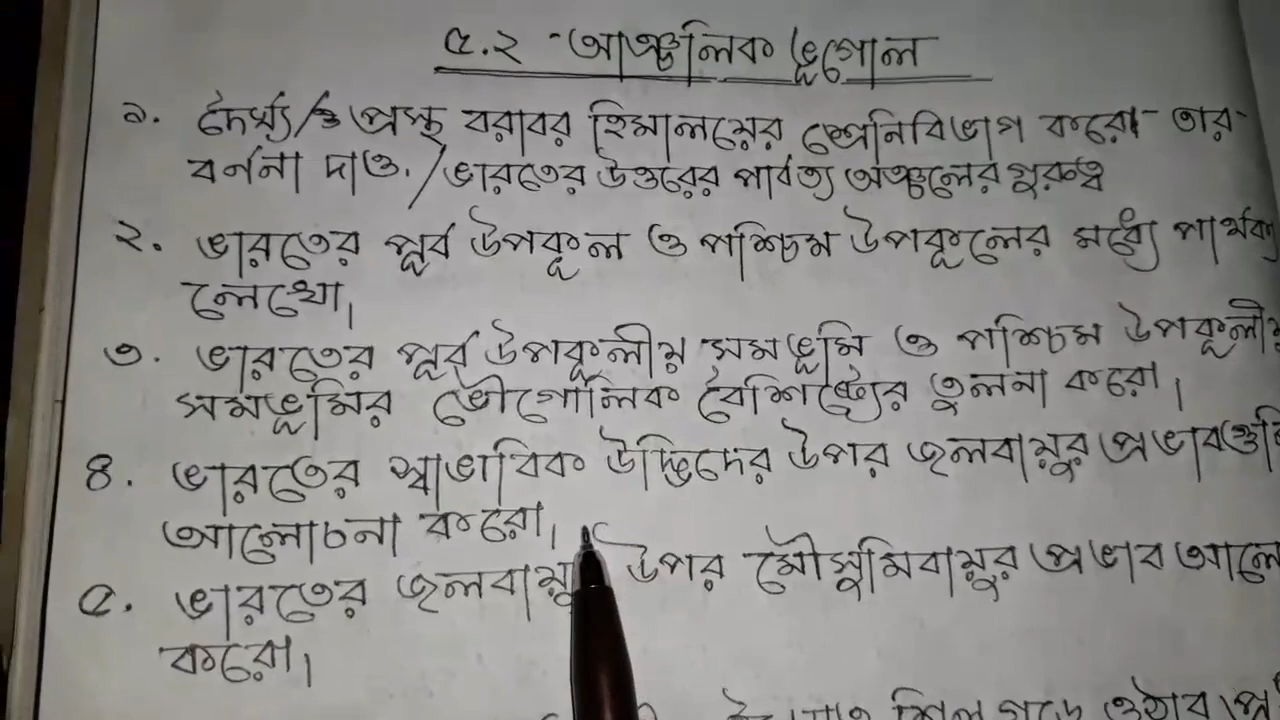 ৫.২ - আঞ্চলিক ভূগোল
১. দৈর্ঘ্য/ও প্রস্থ বরাবর হিমালয়ের শ্রেনিবিভাগ করো তার
বর্ননা দাও. / ভারতের উত্তরের পার্বত্য অঞ্চলের গুরুত্ব
২. ভারতের পূর্ব উপকূল ও পশ্চিম উপকূলের মধ্যে পার্থক্য
লেখো।
৩. ভারতের পূর্ব উপকূলীয় সমভূমি ও পশ্চিম উপকূলীয়
সমভূমির ভৌগোলিক বৈশিষ্ট্যের তুলনা করো।
৪. ভারতের স্বাভাবিক উদ্ভিদের উপর জলবায়ুর প্রভাবগুলি
আলোচনা করো।
৫. ভারতের জলবায়ু উপর মৌসুমিবায়ুর প্রভাব আলো
করো।